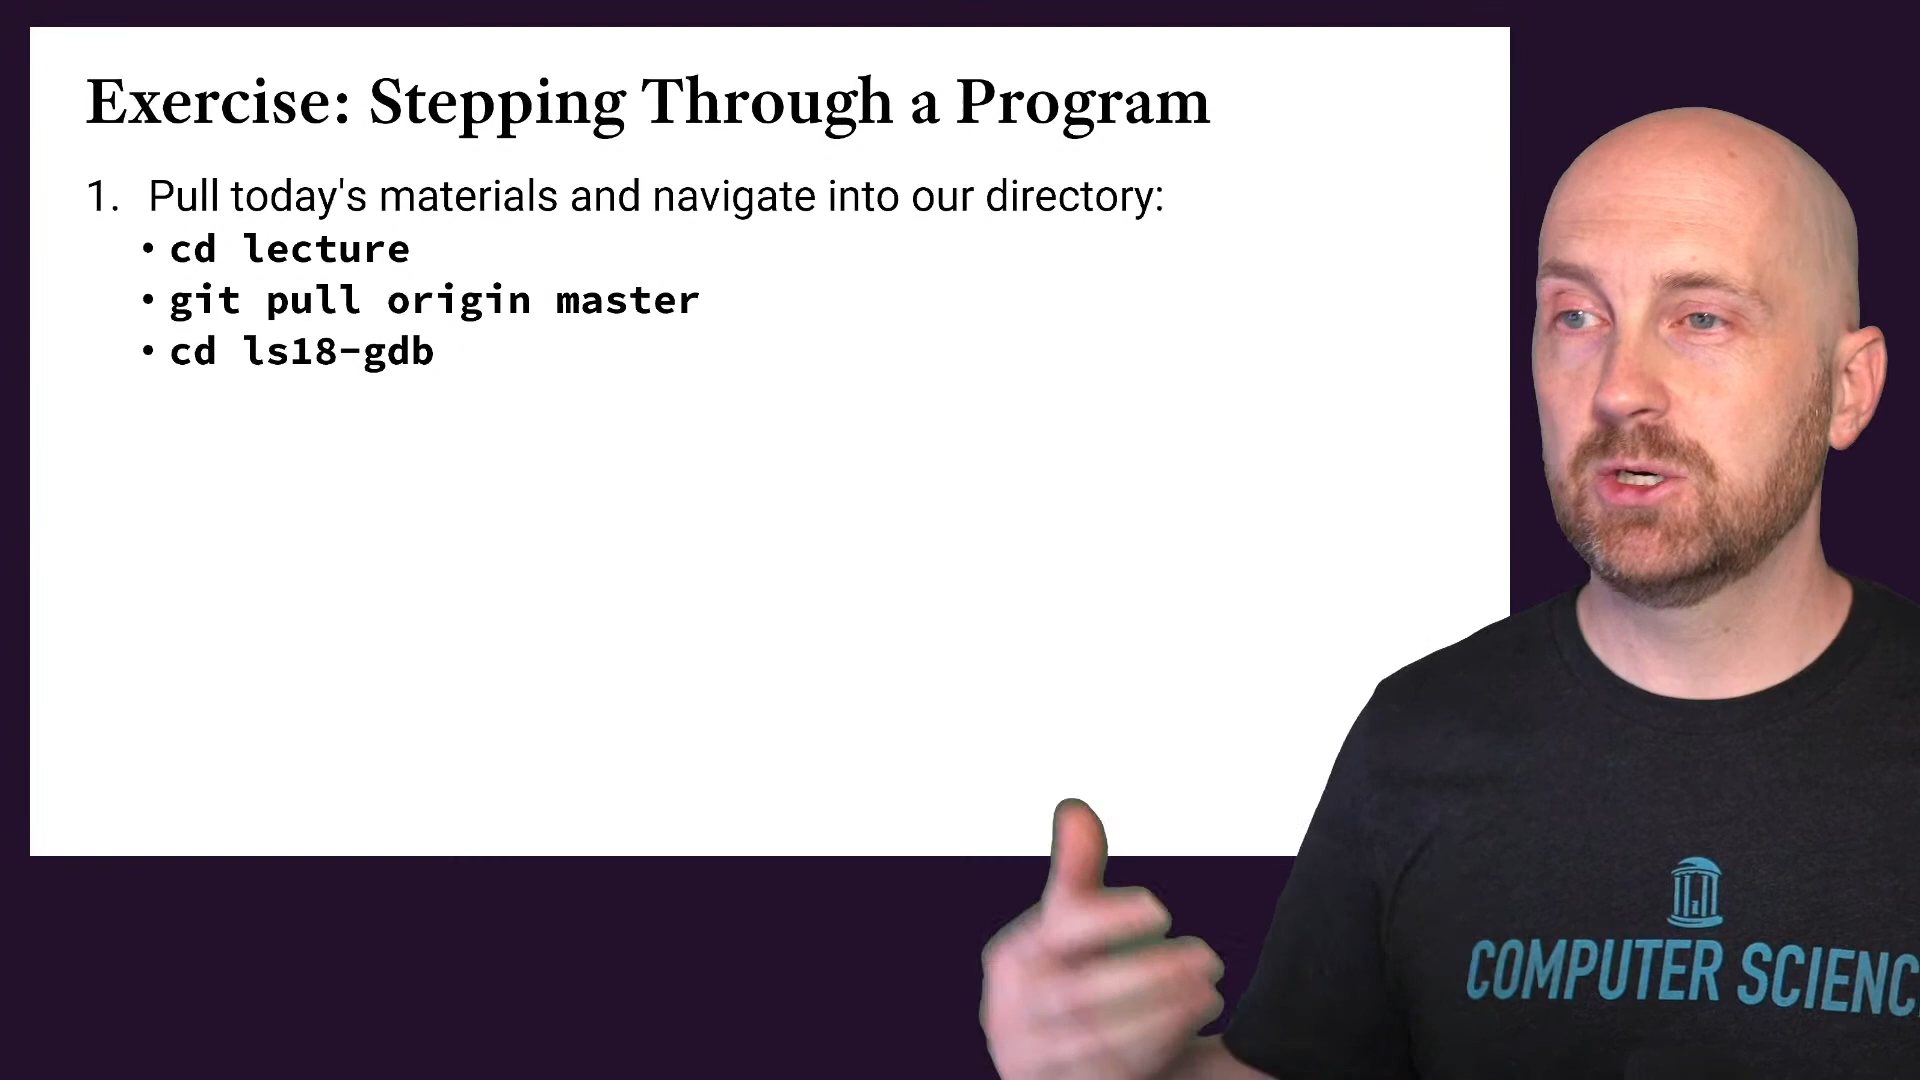 Exercise: Stepping Through a Program
1. Pull today's materials and navigate into our directory:
• cd lecture
• git pull origin master
• cd ls18-gdb
COMPUTER SCIENC